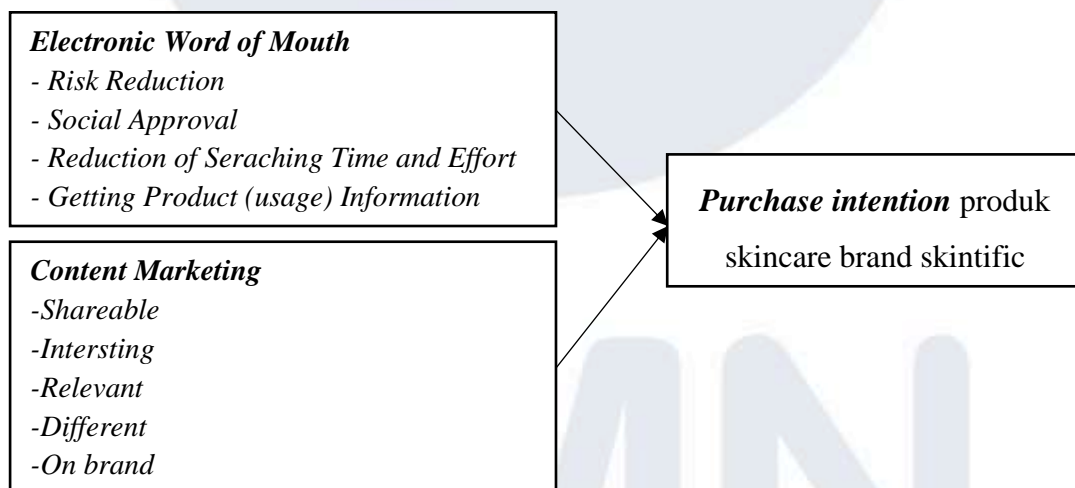 Electronic Word of Mouth
- Risk Reduction
- Social Approval
- Reduction of Seraching Time and Effort
- Getting Product (usage) Information
Purchase intention produk
skincare brand skintific
Content Marketing
-Shareable
-Intersting
-Relevant
-Different
-On brand